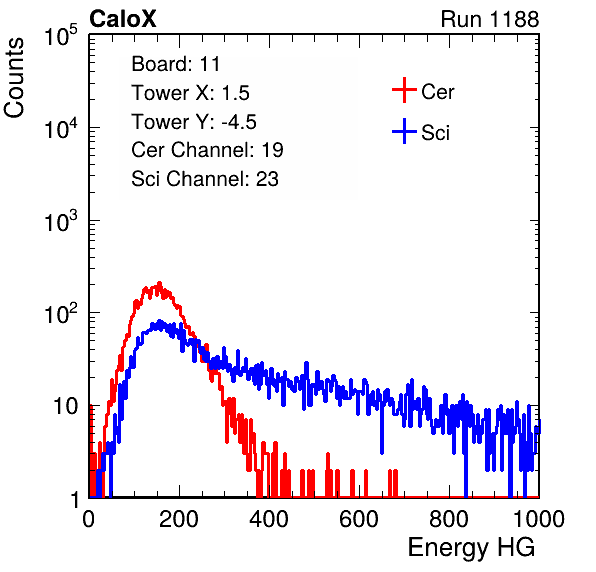 CaloX Run 1188
Counts
Board: 11
Tower X: 1.5
Tower Y: -4.5
Cer Channel: 19
Sci Channel: 23
Cer
Sci
10^5
10^4
10^3
10^2
10
1
0 200 400 600 800 1000
Energy HG